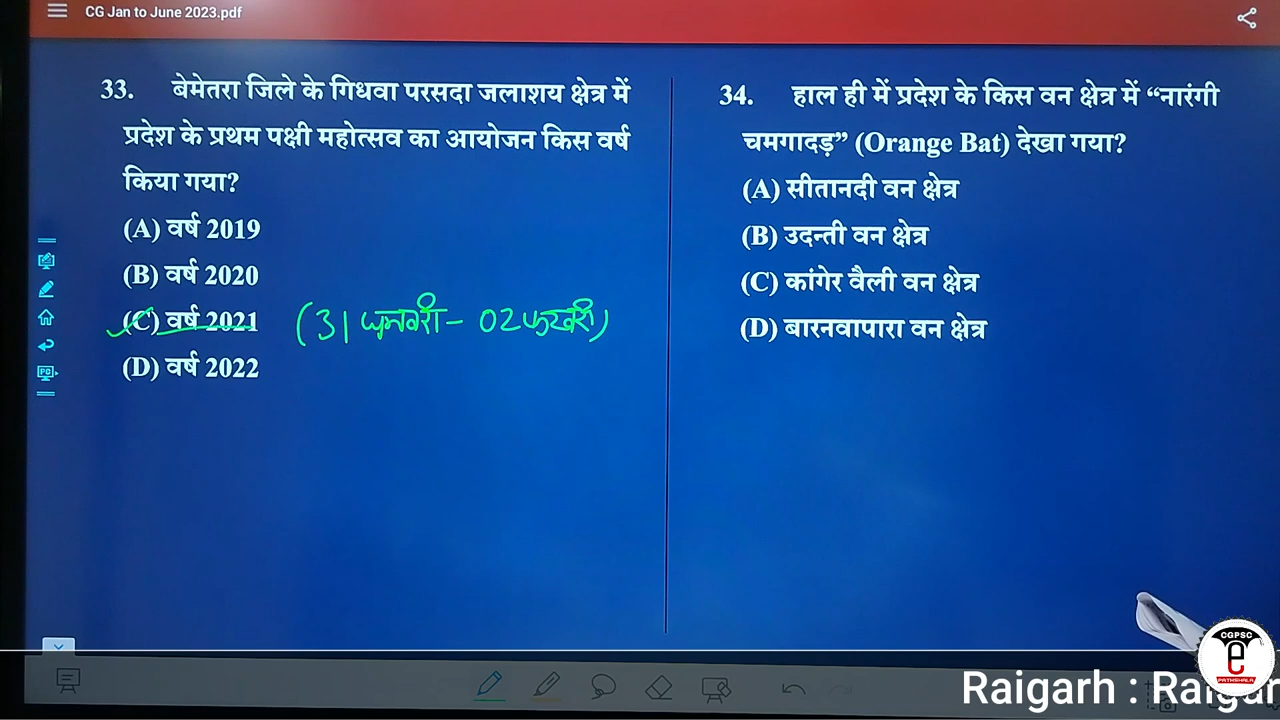 CG Jan to June 2023.pdf
33. बेमेतरा जिले के गिधवा परसदा जलाशय क्षेत्र में
प्रदेश के प्रथम पक्षी महोत्सव का आयोजन किस वर्ष
किया गया?
(A) वर्ष 2019
(B) वर्ष 2020
(C) वर्ष 2021 (31 जनवरी - 02 फरवरी)
(D) वर्ष 2022
34. हाल ही में प्रदेश के किस वन क्षेत्र में “नारंगी
चमगादड़” (Orange Bat) देखा गया?
(A) सीतानदी वन क्षेत्र
(B) उदन्ती वन क्षेत्र
(C) कांगेर वैली वन क्षेत्र
(D) बारनवापारा वन क्षेत्र
CGPSC
e
PATHSHALA
Raigarh :